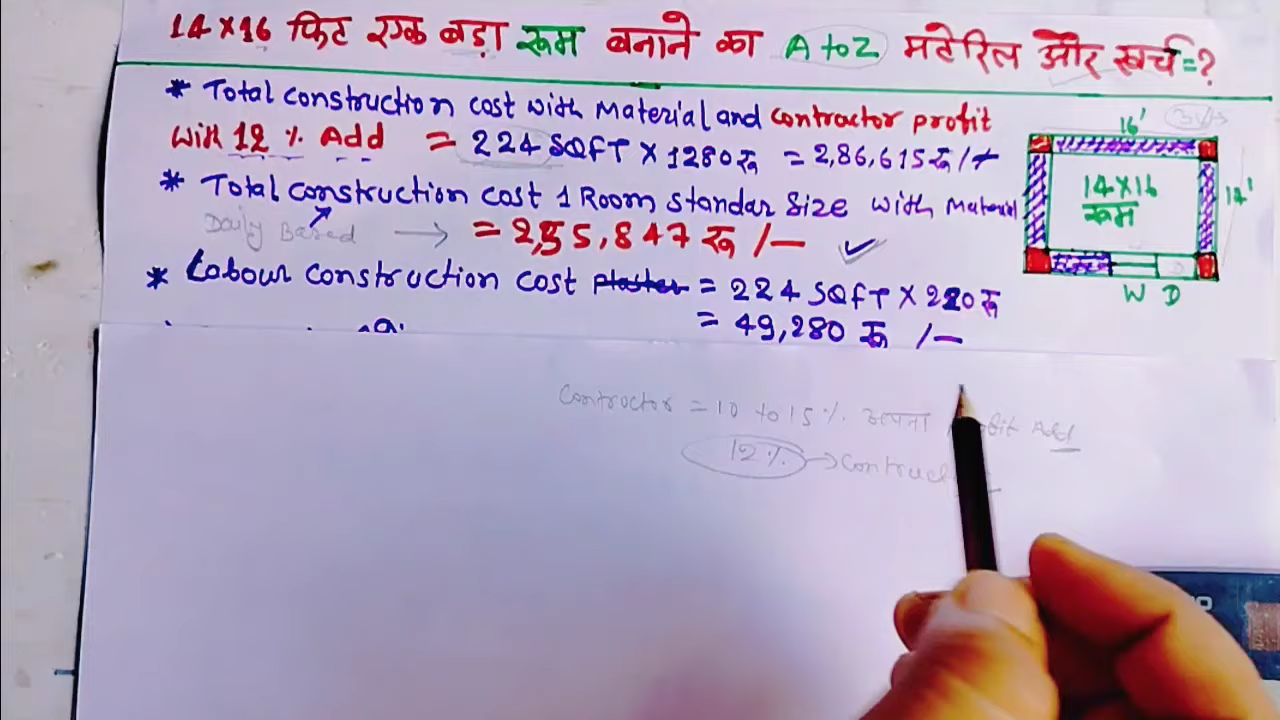 14×16 फिट एक बड़ा रूम बनाने का A to Z मटेरिल और खर्च=?
* Total construction cost with Material and contractor profit
With 12 % Add = 224 SQFT × 1280 रू = 2,86,615 रू /-
* Total construction cost 1 Room Standar Size with Material
Daily Based → = 2,55,847 रू /-
* Labour construction cost plaster = 224 SQFT × 220 रू
= 49,280 रू /-
16'
14×16
रूम
14'
W D
Contractor = 10 to 15 % अपना Add
12% →